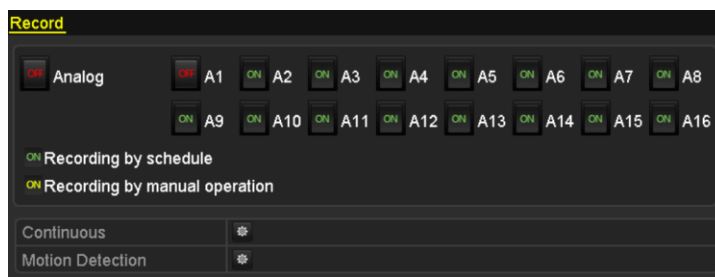 Record
OFF Analog OFF A1 ON A2 ON A3 ON A4 ON A5 ON A6 ON A7 ON A8
ON A9 ON A10 ON A11 ON A12 ON A13 ON A14 ON A15 ON A16
ON Recording by schedule
ON Recording by manual operation
Continuous
Motion Detection